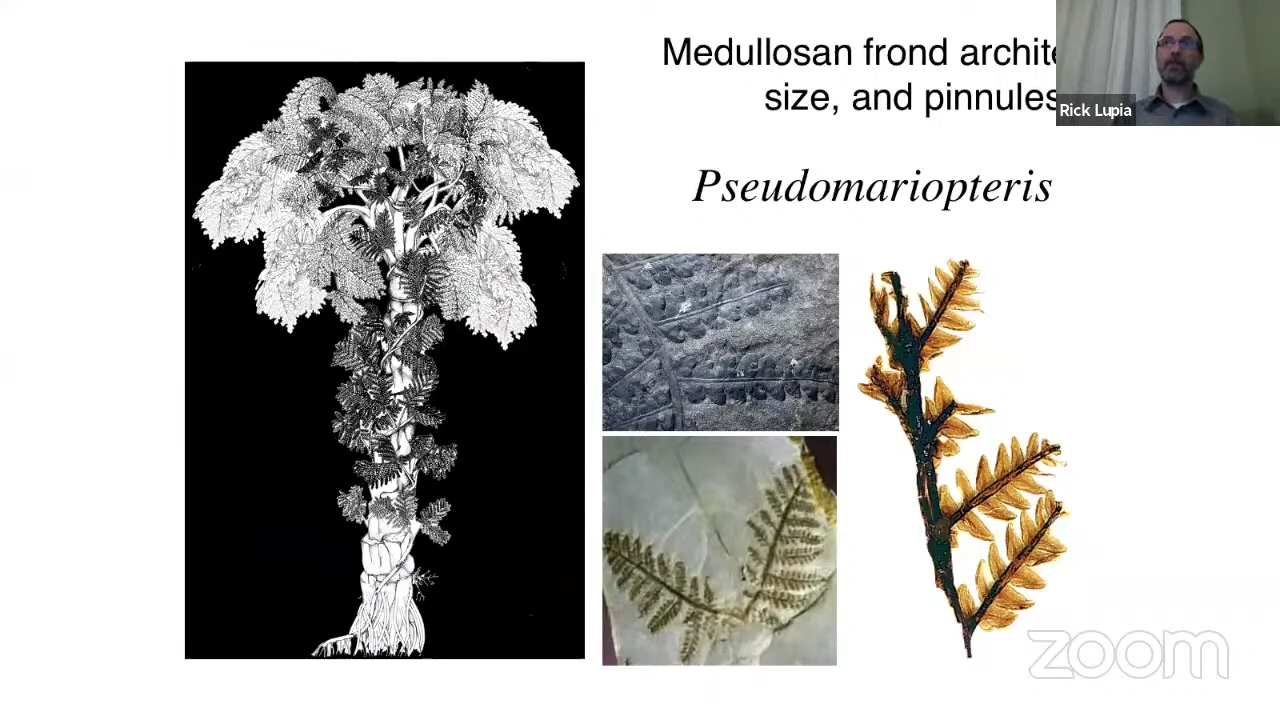 Medullosan frond archite
size, and pinnules
Rick Lupia
Pseudomariopteris
zoom